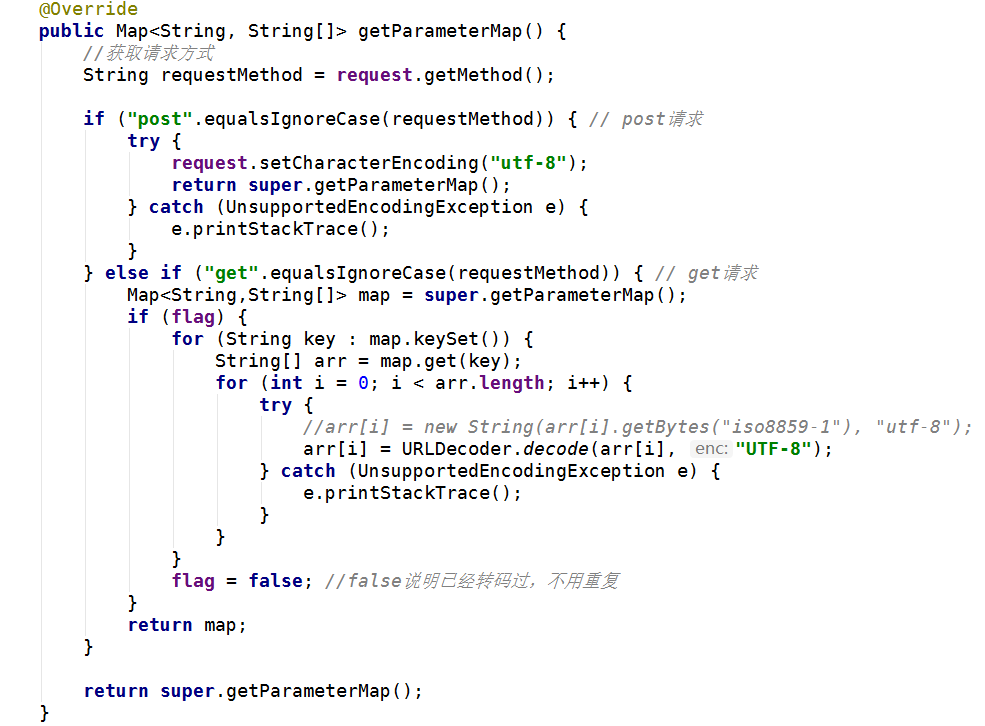 @Override
public Map<String, String[]> getParameterMap() {
    //获取请求方式
    String requestMethod = request.getMethod();

    if ("post".equalsIgnoreCase(requestMethod)) { // post请求
        try {
            request.setCharacterEncoding("utf-8");
            return super.getParameterMap();
        } catch (UnsupportedEncodingException e) {
            e.printStackTrace();
        }
    } else if ("get".equalsIgnoreCase(requestMethod)) { // get请求
        Map<String,String[]> map = super.getParameterMap();
        if (flag) {
            for (String key : map.keySet()) {
                String[] arr = map.get(key);
                for (int i = 0; i < arr.length; i++) {
                    try {
                        //arr[i] = new String(arr[i].getBytes("iso8859-1"), "utf-8");
                        arr[i] = URLDecoder.decode(arr[i], enc: "UTF-8");
                    } catch (UnsupportedEncodingException e) {
                        e.printStackTrace();
                    }
                }
            }
            flag = false; //false说明已经转码过，不用重复
        }
        return map;
    }

    return super.getParameterMap();
}